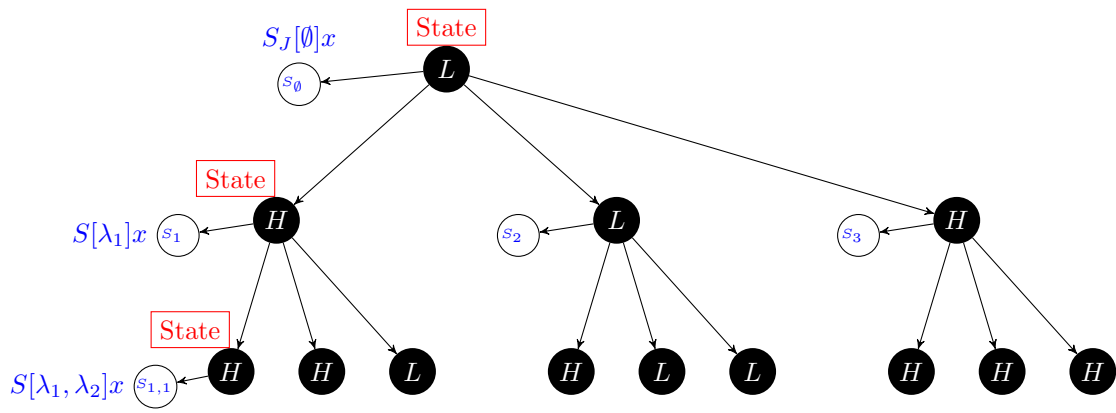 State
S_J[∅]x
S_∅
L
State
H
L
H
S[λ_1]x
S_1
S_2
S_3
State
H
H
L
H
L
L
H
H
H
S[λ_1, λ_2]x
S_{1,1}